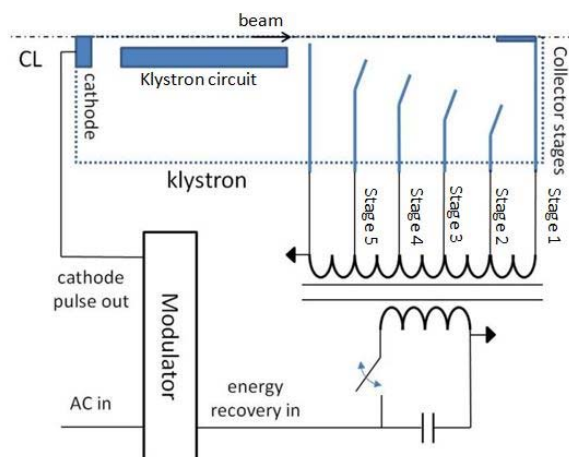 beam
CL
cathode
Klystron circuit
Collector stages
klystron
Stage 5
Stage 4
Stage 3
Stage 2
Stage 1
cathode
pulse out
Modulator
AC in
energy
recovery in